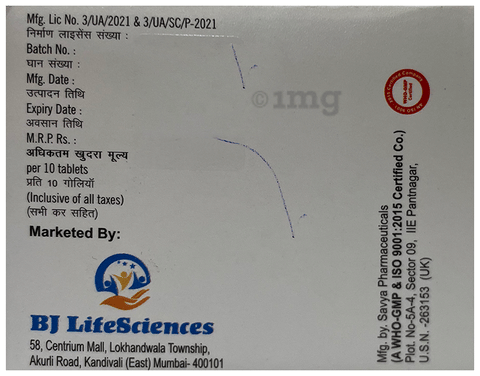 Mfg. Lic No. 3/UA/2021 & 3/UA/SC/P-2021
निर्माण लाइसेंस संख्या :
Batch No. :
घान संख्या :
Mfg. Date :
उत्पादन तिथि
Expiry Date :
अवसान तिथि
M.R.P. Rs. :
अधिकतम खुदरा मूल्य
per 10 tablets
प्रति 10 गोलियाँ
(Inclusive of all taxes)
(सभी कर सहित)
Marketed By:
BJ LifeSciences
58, Centrium Mall, Lokhandwala Township,
Akurli Road, Kandivali (East) Mumbai- 400101
1mg
WHO-GMP
Certified
Mfg. by. Savya Pharmaceuticals
(A WHO-GMP & ISO 9001:2015 Certified Co.)
Plot. No-5A-4, Sector 09, IIE Pantnagar,
U.S.N. -263153 (UK)